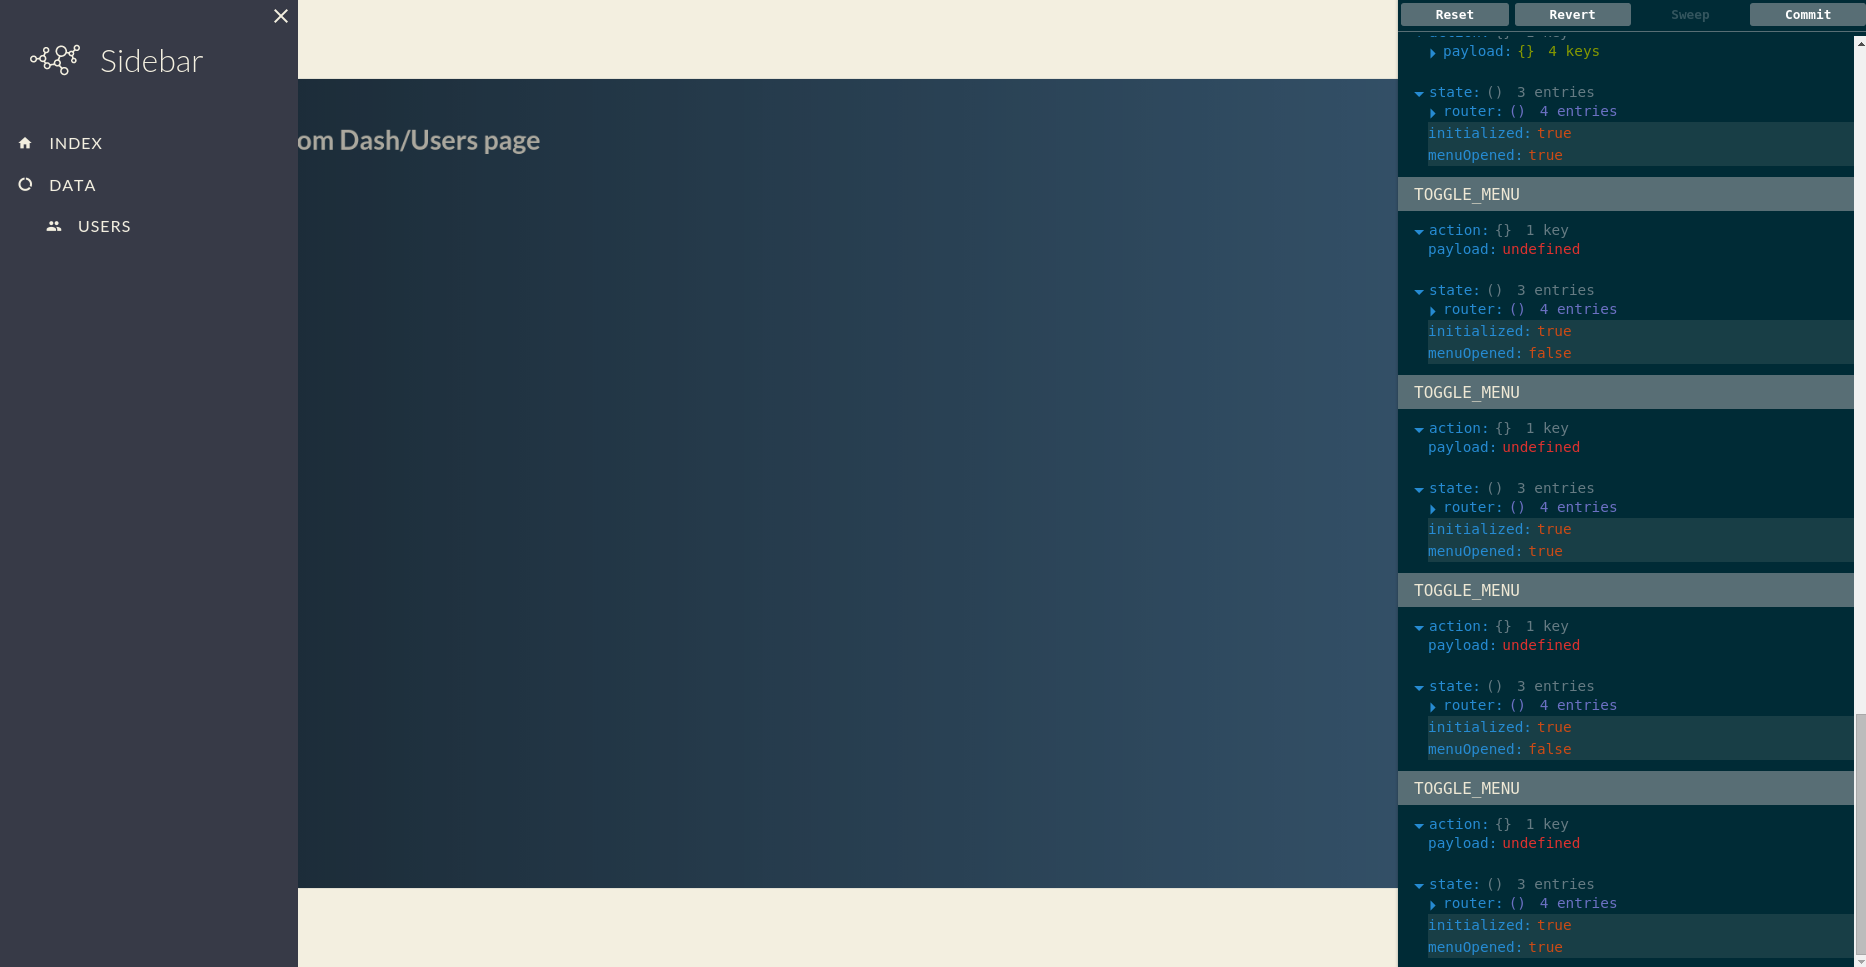 Sidebar
INDEX
DATA
USERS
om Dash/Users page
Reset Revert Sweep Commit
action: {} 1 key
payload: {} 4 keys
state: () 3 entries
router: () 4 entries
initialized: true
menuOpened: true
TOGGLE_MENU
action: {} 1 key
payload: undefined
state: () 3 entries
router: () 4 entries
initialized: true
menuOpened: false
TOGGLE_MENU
action: {} 1 key
payload: undefined
state: () 3 entries
router: () 4 entries
initialized: true
menuOpened: true
TOGGLE_MENU
action: {} 1 key
payload: undefined
state: () 3 entries
router: () 4 entries
initialized: true
menuOpened: false
TOGGLE_MENU
action: {} 1 key
payload: undefined
state: () 3 entries
router: () 4 entries
initialized: true
menuOpened: true